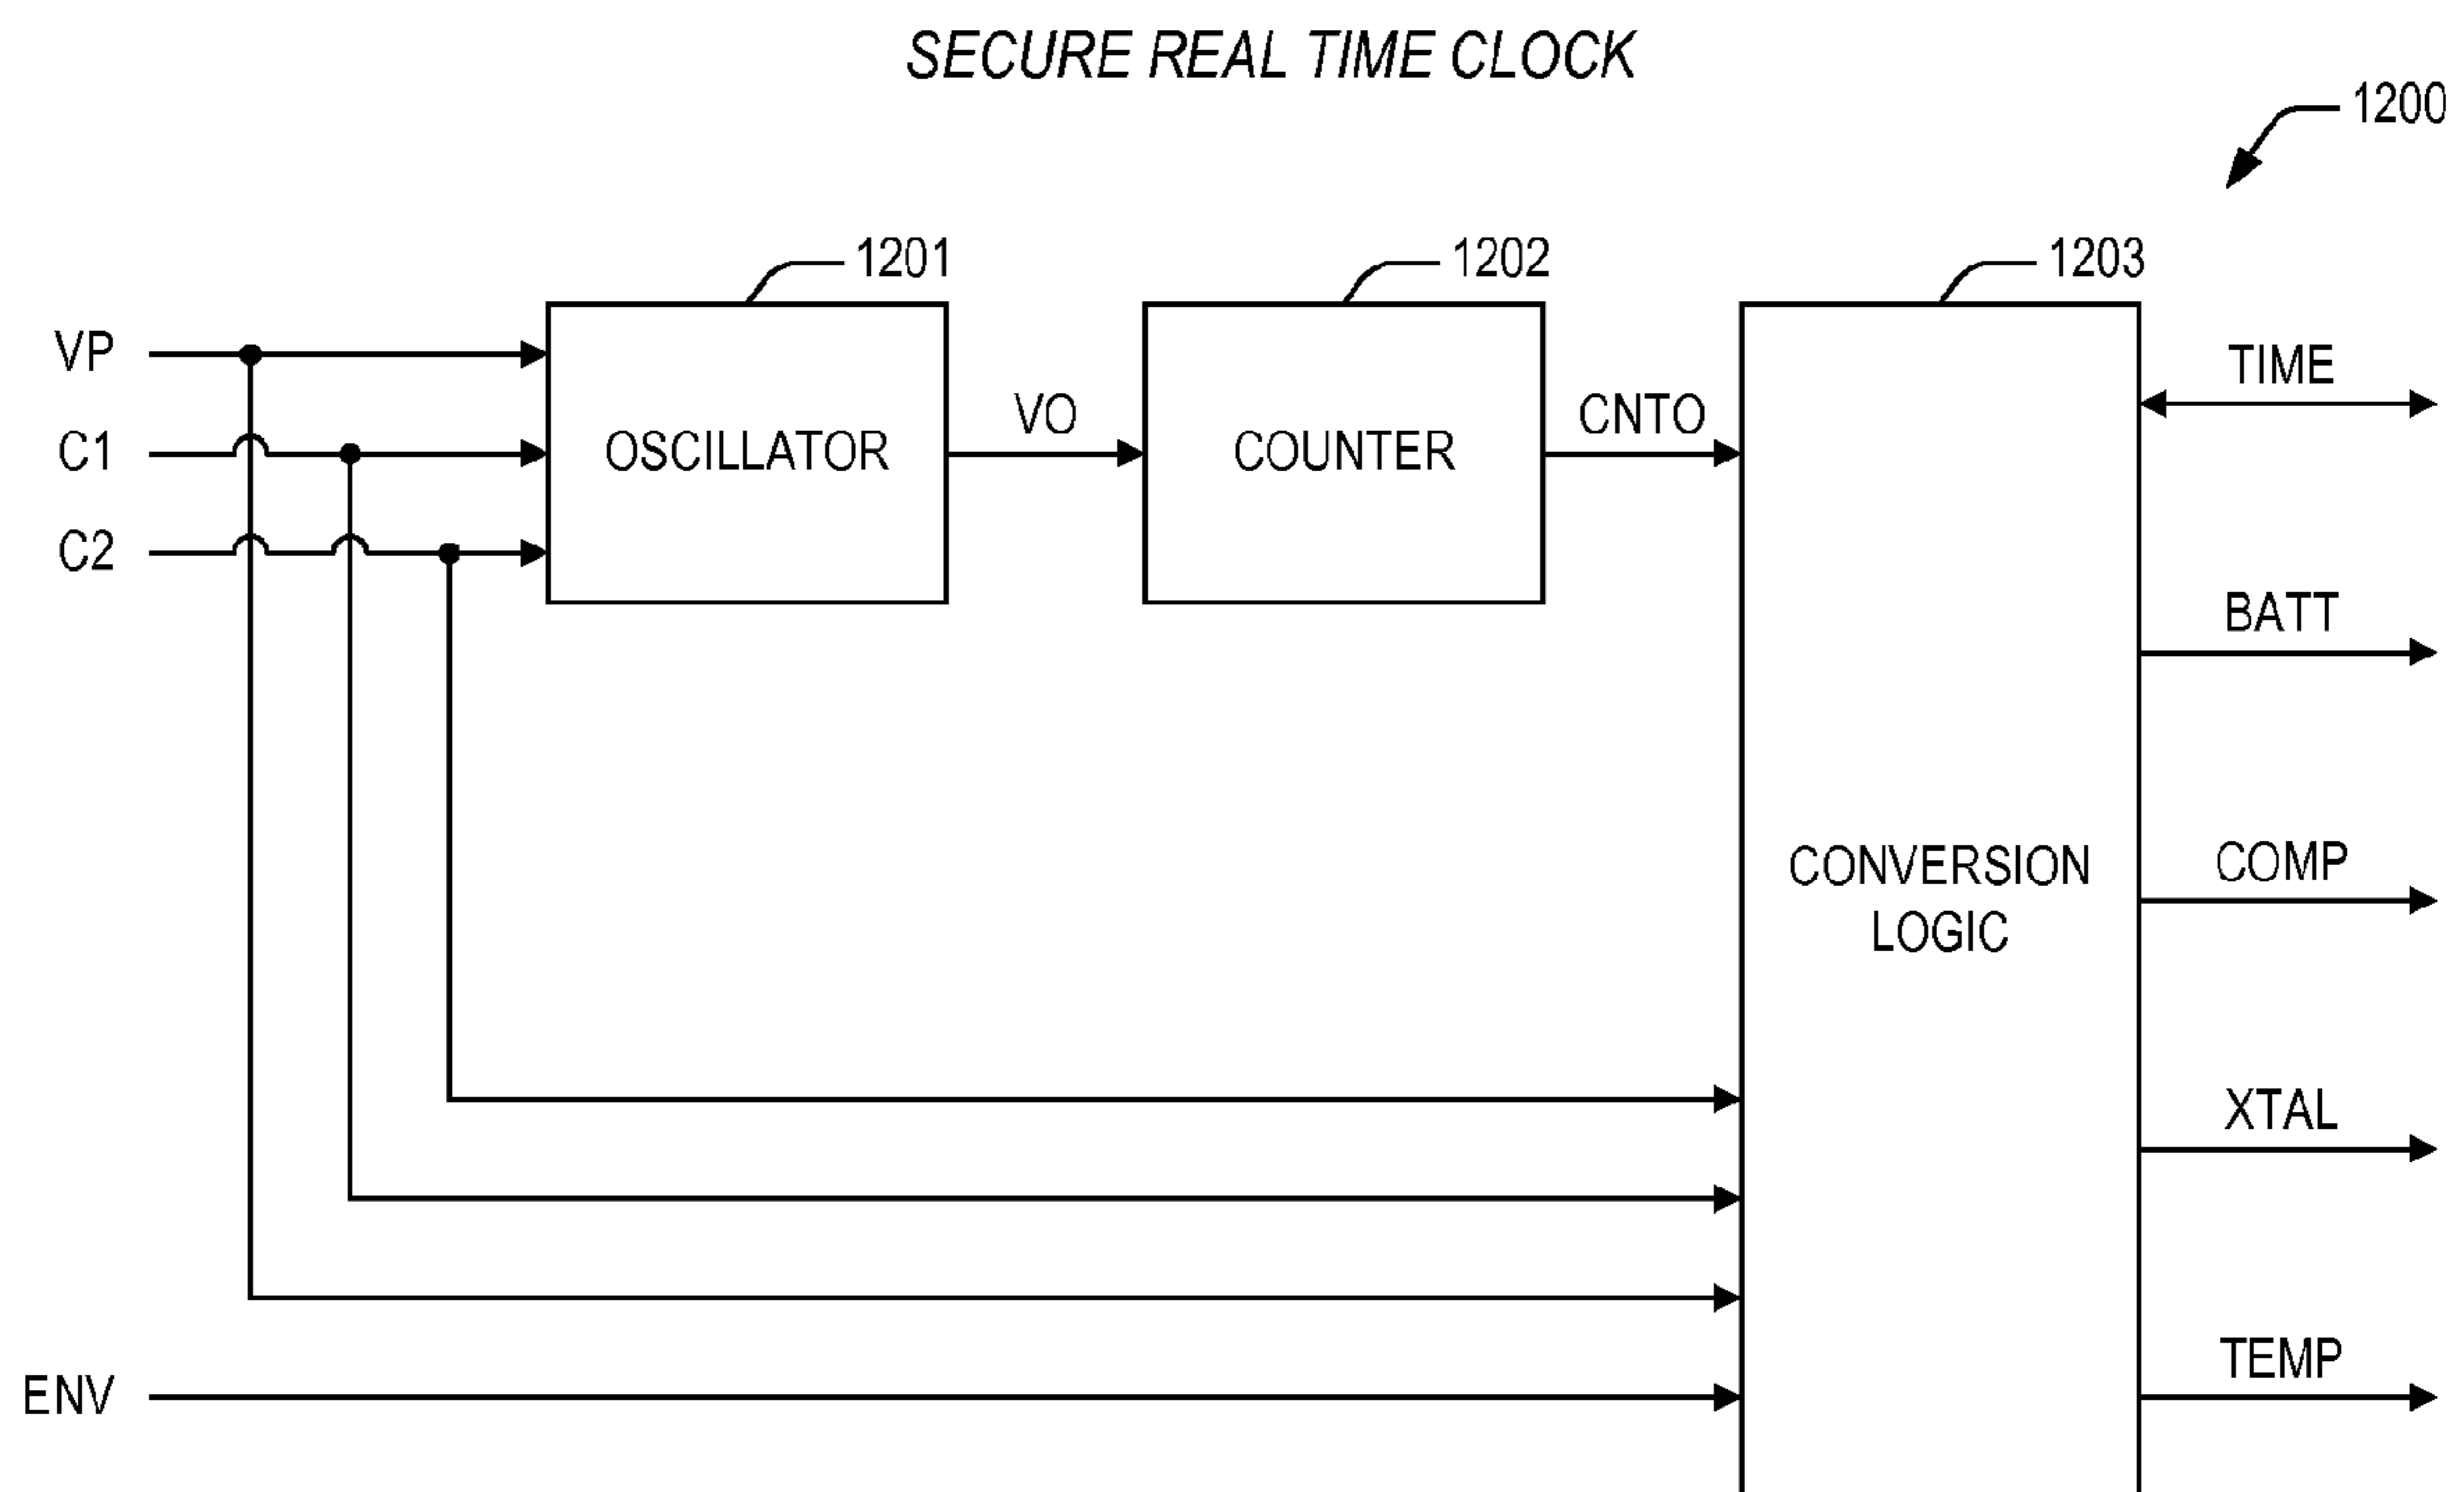 SECURE REAL TIME CLOCK
1200
1201
1202
1203
VP
C1
C2
OSCILLATOR
VO
COUNTER
CNTO
CONVERSION
LOGIC
TIME
BATT
COMP
XTAL
TEMP
ENV